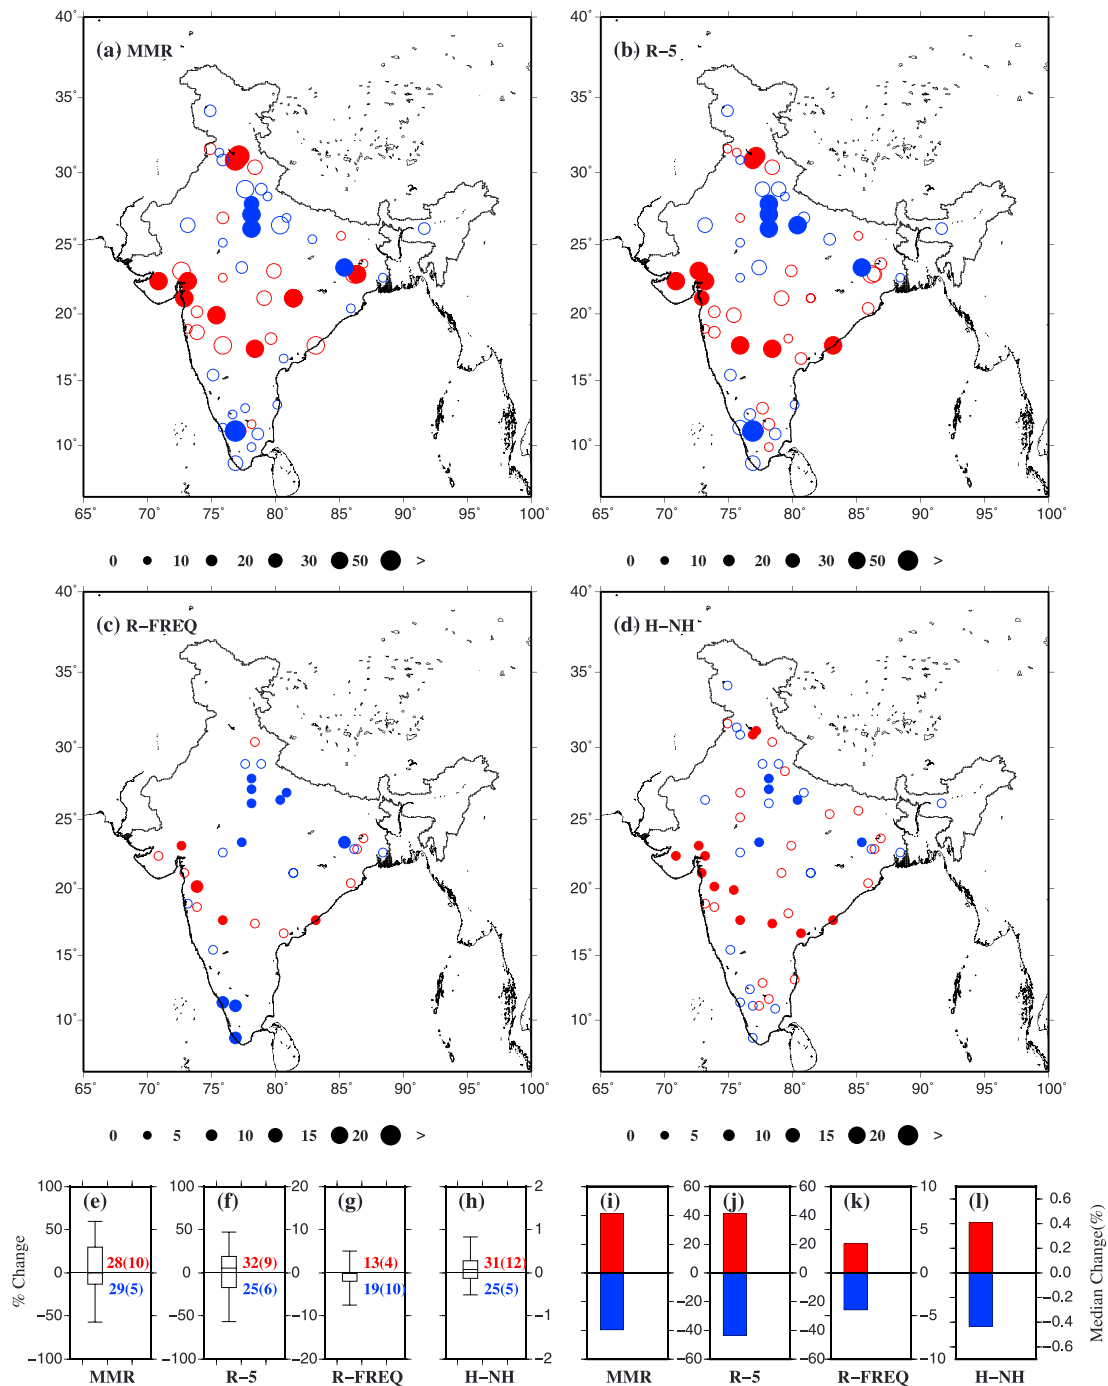 40° 40°
(a) MMR (b) R−5
35° 35°
30° 30°
25° 25°
20° 20°
15° 15°
10° 10°
65 70 75 80 85 90 95 100 65 70 75 80 85 90 95 100
0 10 20 30 50 > 0 10 20 30 50 >
40° 40°
(c) R−FREQ (d) H−NH
35° 35°
30° 30°
25° 25°
20° 20°
15° 15°
10° 10°
65 70 75 80 85 90 95 100 65 70 75 80 85 90 95 100
0 5 10 15 20 > 0 5 10 15 20 >
% Change
100 50 0 −50 −100
(e)
28(10)
29(5)
MMR
100 50 0 −50 −100
(f)
32(9)
25(6)
R−5
20 10 0 −10 −20
(g)
13(4)
19(10)
R−FREQ
2 1 0 −1 −2
(h)
31(12)
25(5)
H−NH
60 40 20 0 −20 −40 −60
(i)
MMR
60 40 20 0 −20 −40 −60
(j)
R−5
10 5 0 −5 −10
(k)
R−FREQ
0.6 0.4 0.2 0.0 −0.2 −0.4 −0.6
(l)
H−NH
Median Change(%)